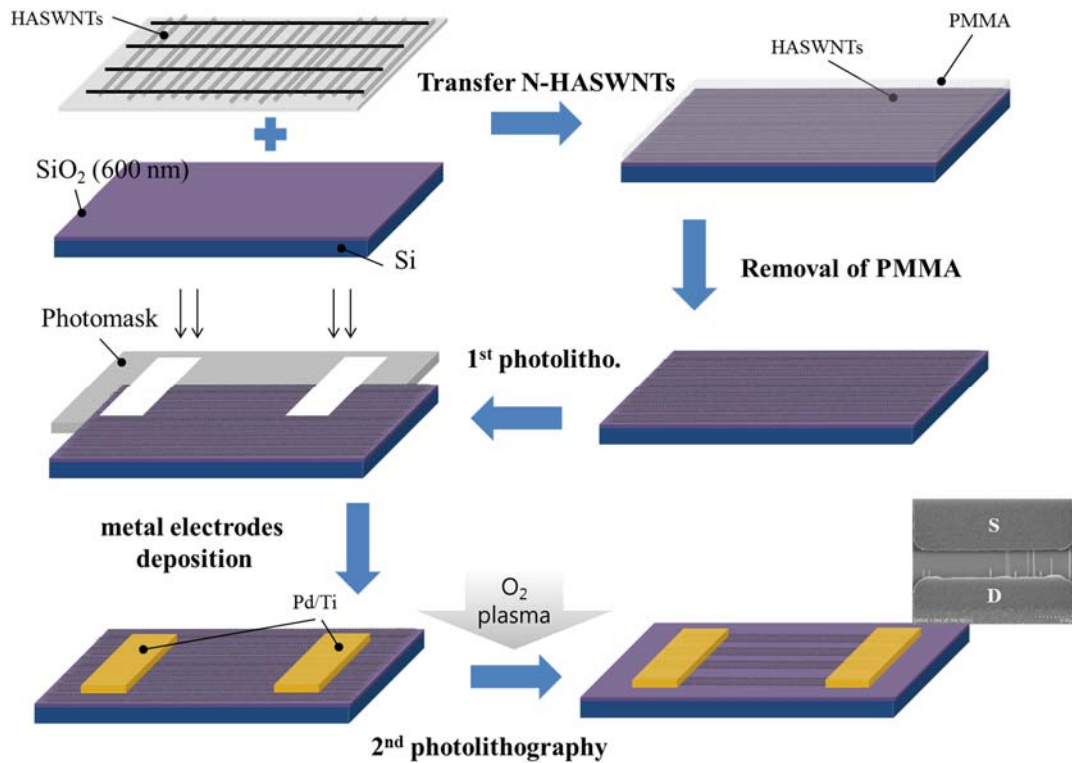 HASWNTs
PMMA
HASWNTs
Transfer N-HASWNTs
SiO₂ (600 nm)
Si
Removal of PMMA
Photomask
1st photolitho.
metal electrodes
deposition
S
D
O₂
plasma
Pd/Ti
2nd photolithography